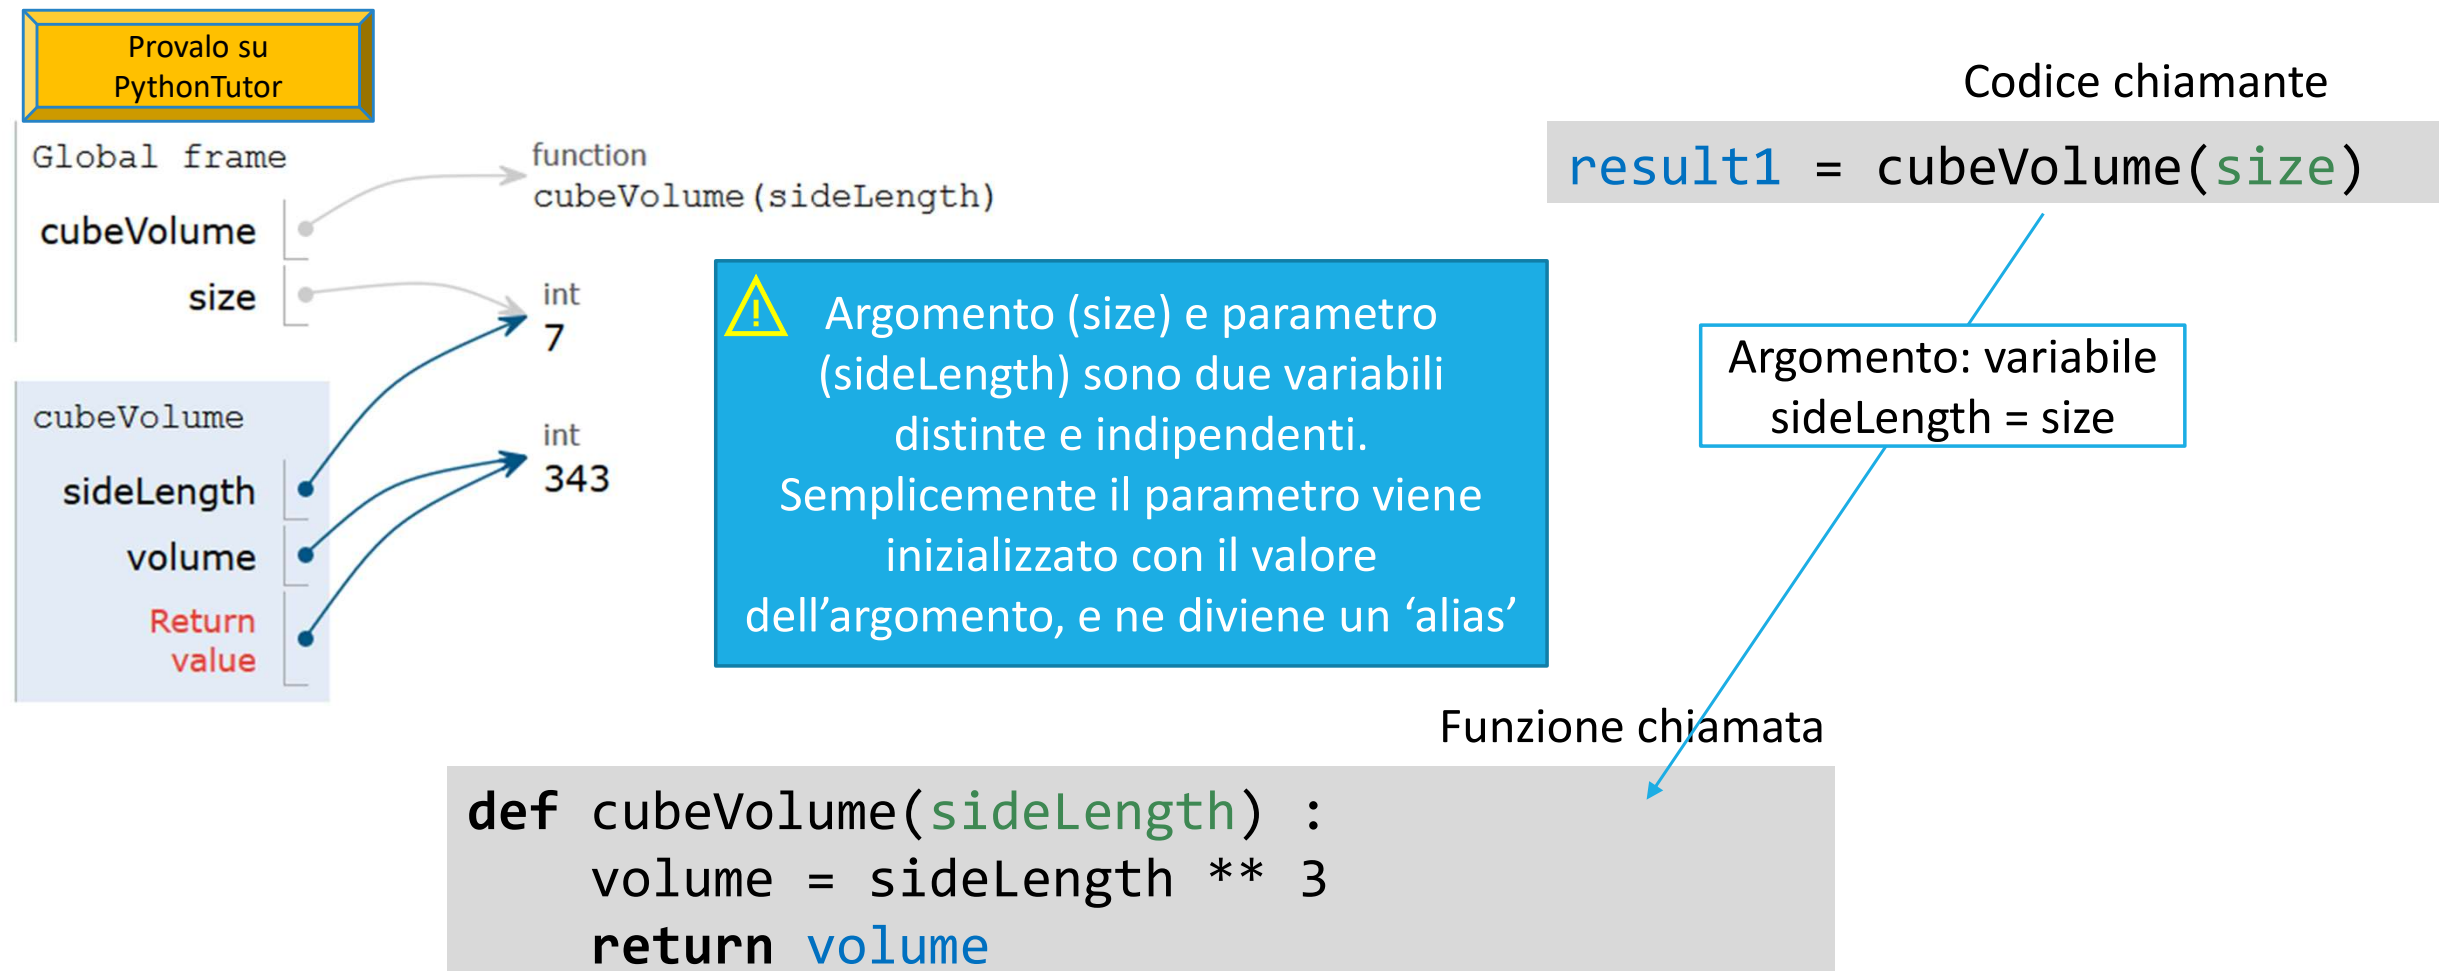 Provalo su
PythonTutor
Codice chiamante
result1 = cubeVolume(size)
Global frame
cubeVolume
size
function
cubeVolume(sideLength)
int
7
cubeVolume
sideLength
volume
Return
value
int
343
Argomento (size) e parametro
(sideLength) sono due variabili
distinte e indipendenti.
Semplicemente il parametro viene
inizializzato con il valore
dell’argomento, e ne diviene un ‘alias’
Argomento: variabile
sideLength = size
Funzione chiamata
def cubeVolume(sideLength) :
volume = sideLength ** 3
return volume